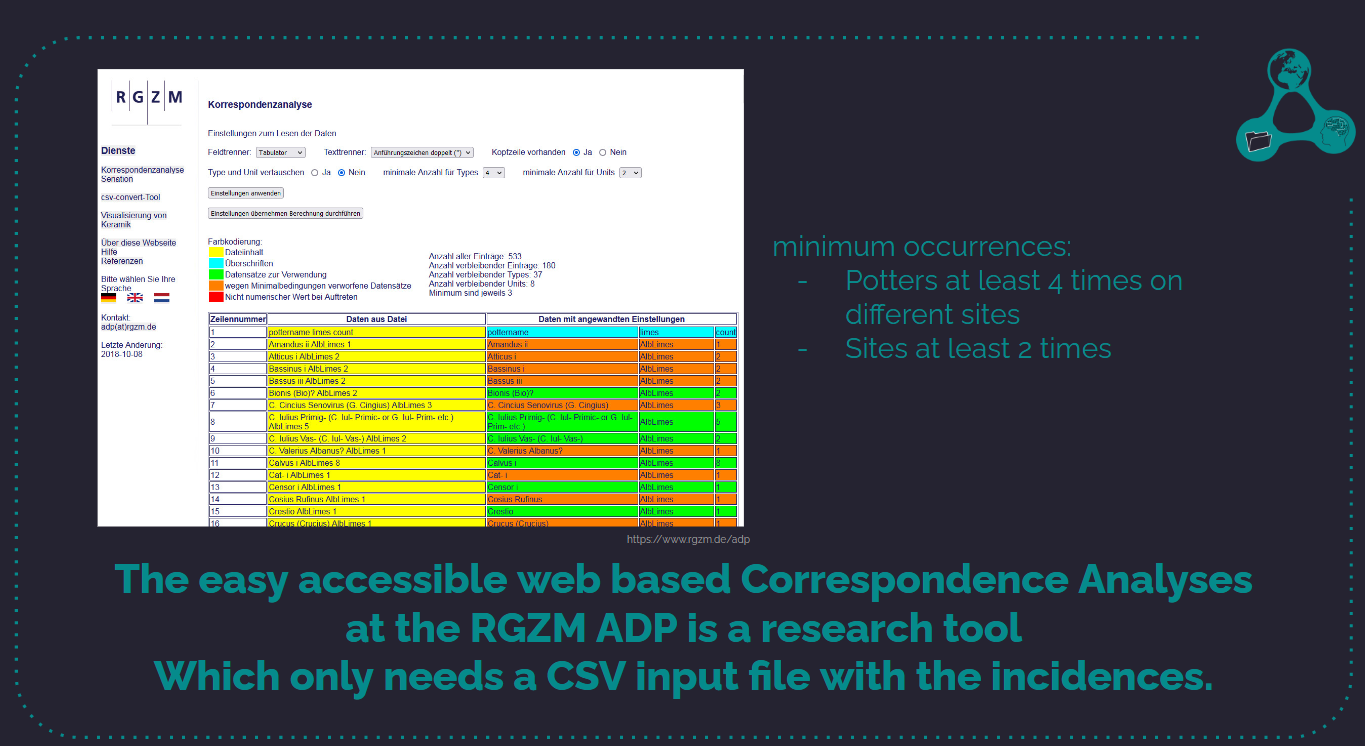 R G Z M
Dienste
Korrespondenzanalyse
Seriation
csv-convert-Tool
Visualisierung von
Keramik
Über diese Webseite
Hilfe
Referenzen
Bitte wählen Sie Ihre
Sprache
Kontakt:
adp(at)rgzm.de
Letzte Änderung:
2018-10-08
Korrespondenzanalyse
Einstellungen zum Lesen der Daten
Feldtrenner: Tabulator Texttrenner: Anführungszeichen doppelt (") Kopfzeile vorhanden Ja Nein
Type und Unit vertauschen Ja Nein minimale Anzahl für Types 4 minimale Anzahl für Units 2
Einstellungen anwenden
Einstellungen übernehmen Berechnung durchführen
Farbkodierung:
Dateiinhalt
Überschriften
Datensätze zur Verwendung
wegen Minimalbedingungen verworfene Datensätze
Nicht numerischer Wert bei Auftreten
Anzahl aller Einträge: 533
Anzahl verbleibender Einträge: 180
Anzahl verbleibender Types: 37
Anzahl verbleibender Units: 8
Minimum sind jeweils 3
Zeilennummer Daten aus Datei Daten mit angewandten Einstellungen
1 pottername limes count pottername limes count
2 Amandus ii AlbLimes 1 Amandus ii AlbLimes 1
3 Atticus i AlbLimes 2 Atticus i AlbLimes 2
4 Bassinus i AlbLimes 2 Bassinus i AlbLimes 2
5 Bassus iii AlbLimes 2 Bassus iii AlbLimes 2
6 Bionis (Bio)? AlbLimes 2 Bionis (Bio)? AlbLimes 2
7 C. Cincius Senovirus (G. Cingius) AlbLimes 3 C. Cincius Senovirus (G. Cingius) AlbLimes 3
8 C. Iulius Primig- (C. Iul- Primic- or G. Iul- Prim- etc.) AlbLimes 5 C. Iulius Primig- (C. Iul- Primic- or G. Iul- Prim- etc.) AlbLimes 5
9 C. Iulius Vas- (C. Iul- Vas-) AlbLimes 2 C. Iulius Vas- (C. Iul- Vas-) AlbLimes 2
10 C. Valerius Albanus? AlbLimes 1 C. Valerius Albanus? AlbLimes 1
11 Calvus i AlbLimes 8 Calvus i AlbLimes 8
12 Cat- i AlbLimes 1 Cat- i AlbLimes 1
13 Censor i AlbLimes 1 Censor i AlbLimes 1
14 Cosius Rufinus AlbLimes 1 Cosius Rufinus AlbLimes 1
15 Crestio AlbLimes 1 Crestio AlbLimes 1
16 Crucus (Crucius) AlbLimes 1 Crucus (Crucius) AlbLimes 1
https://www.rgzm.de/adp
minimum occurrences:
- Potters at least 4 times on
different sites
- Sites at least 2 times
The easy accessible web based Correspondence Analyses
at the RGZM ADP is a research tool
Which only needs a CSV input file with the incidences.